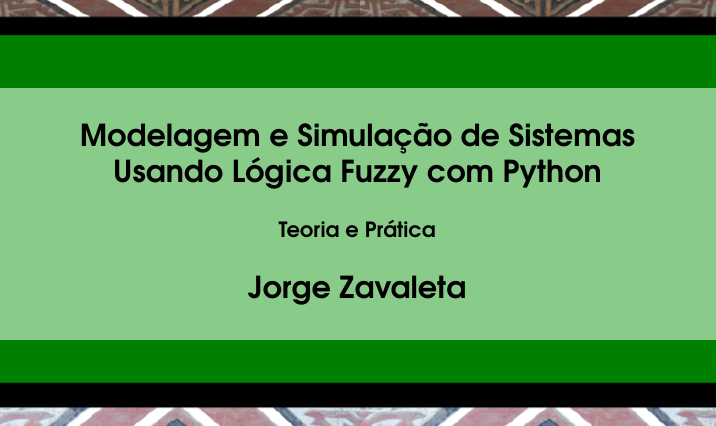 Modelagem e Simulação de Sistemas
Usando Lógica Fuzzy com Python
Teoria e Prática
Jorge Zavaleta